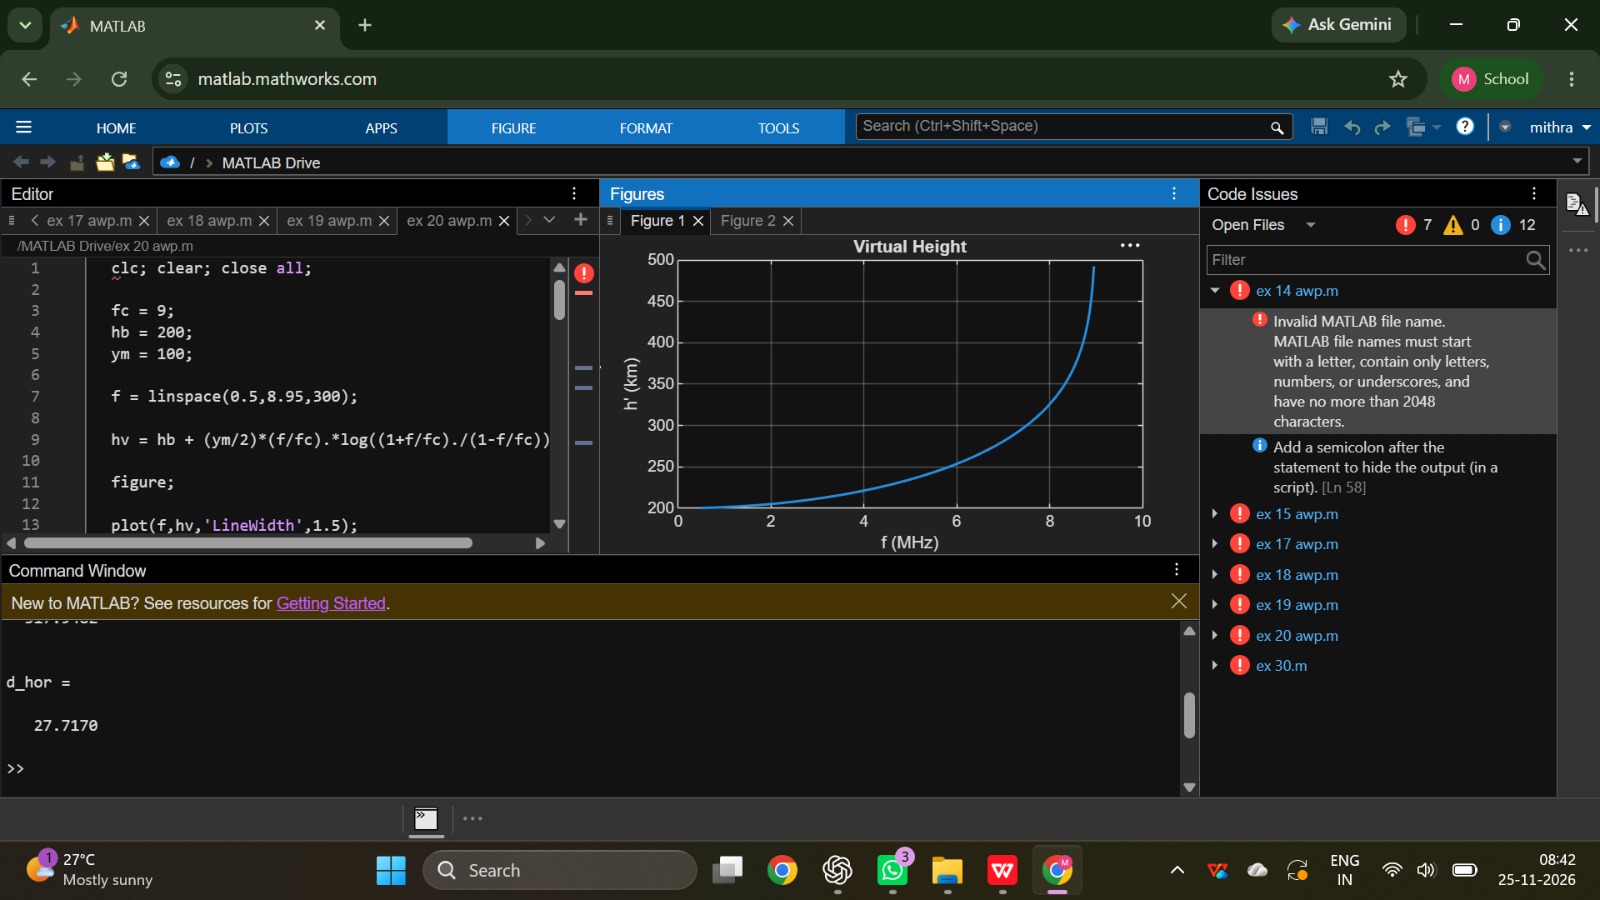 MATLAB
Ask Gemini
matlab.mathworks.com
M School
HOME PLOTS APPS FIGURE FORMAT TOOLS
Search (Ctrl+Shift+Space)
mithra
/ > MATLAB Drive
Editor
ex 17 awp.m ex 18 awp.m ex 19 awp.m ex 20 awp.m
/MATLAB Drive/ex 20 awp.m
1 clc; clear; close all;
2
3 fc = 9;
4 hb = 200;
5 ym = 100;
6
7 f = linspace(0.5,8.95,300);
8
9 hv = hb + (ym/2)*(f/fc).*log((1+f/fc)./(1-f/fc))
10
11 figure;
12
13 plot(f,hv,'LineWidth',1.5);
Figures
Figure 1 Figure 2
Virtual Height
500
450
400
350
300
250
200
h' (km)
0 2 4 6 8 10
f (MHz)
Code Issues
Open Files 7 0 12
Filter
ex 14 awp.m
Invalid MATLAB file name.
MATLAB file names must start
with a letter, contain only letters,
numbers, or underscores, and
have no more than 2048
characters.
Add a semicolon after the
statement to hide the output (in a
script). [Ln 58]
ex 15 awp.m
ex 17 awp.m
ex 18 awp.m
ex 19 awp.m
ex 20 awp.m
ex 30.m
Command Window
New to MATLAB? See resources for Getting Started.
d_hor =
27.7170
>>
1
27°C
Mostly sunny
Search
3
ENG
IN
08:42
25-11-2026